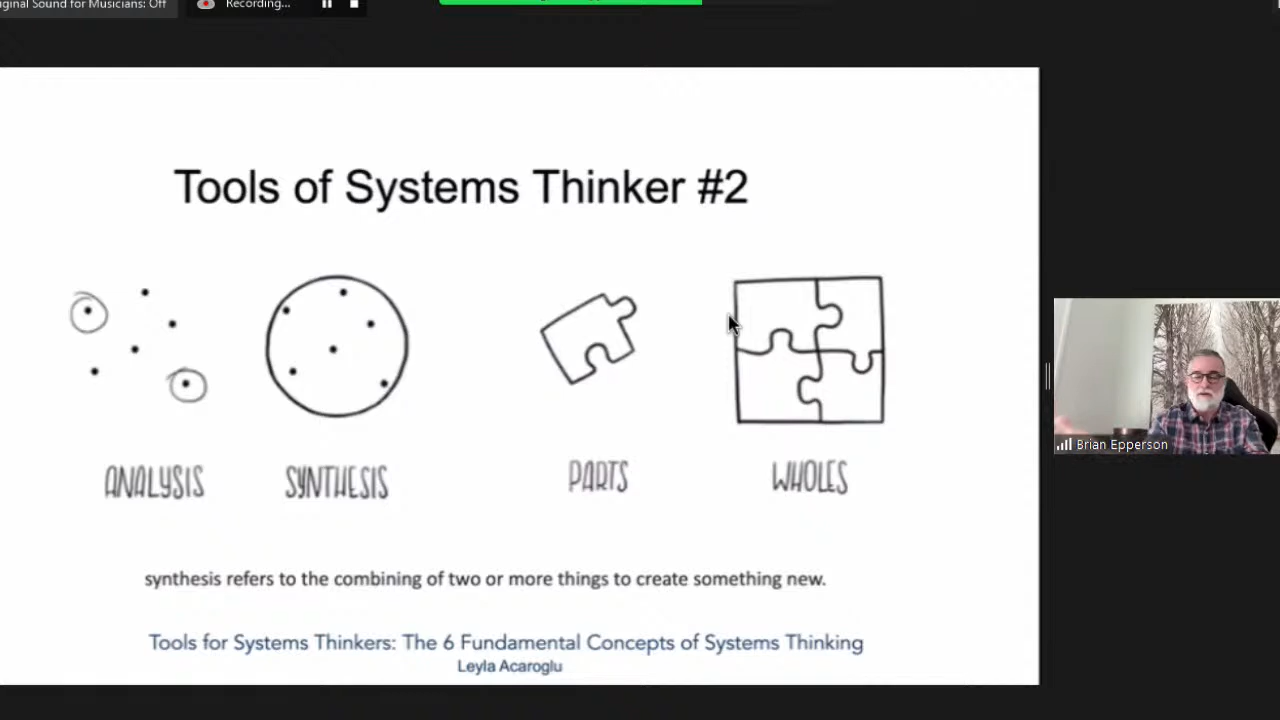 iginal Sound for Musicians: Off
Recording...
Tools of Systems Thinker #2
ANALYSIS
SYNTHESIS
PARTS
WHOLES
synthesis refers to the combining of two or more things to create something new.
Tools for Systems Thinkers: The 6 Fundamental Concepts of Systems Thinking
Leyla Acaroglu
Brian Epperson